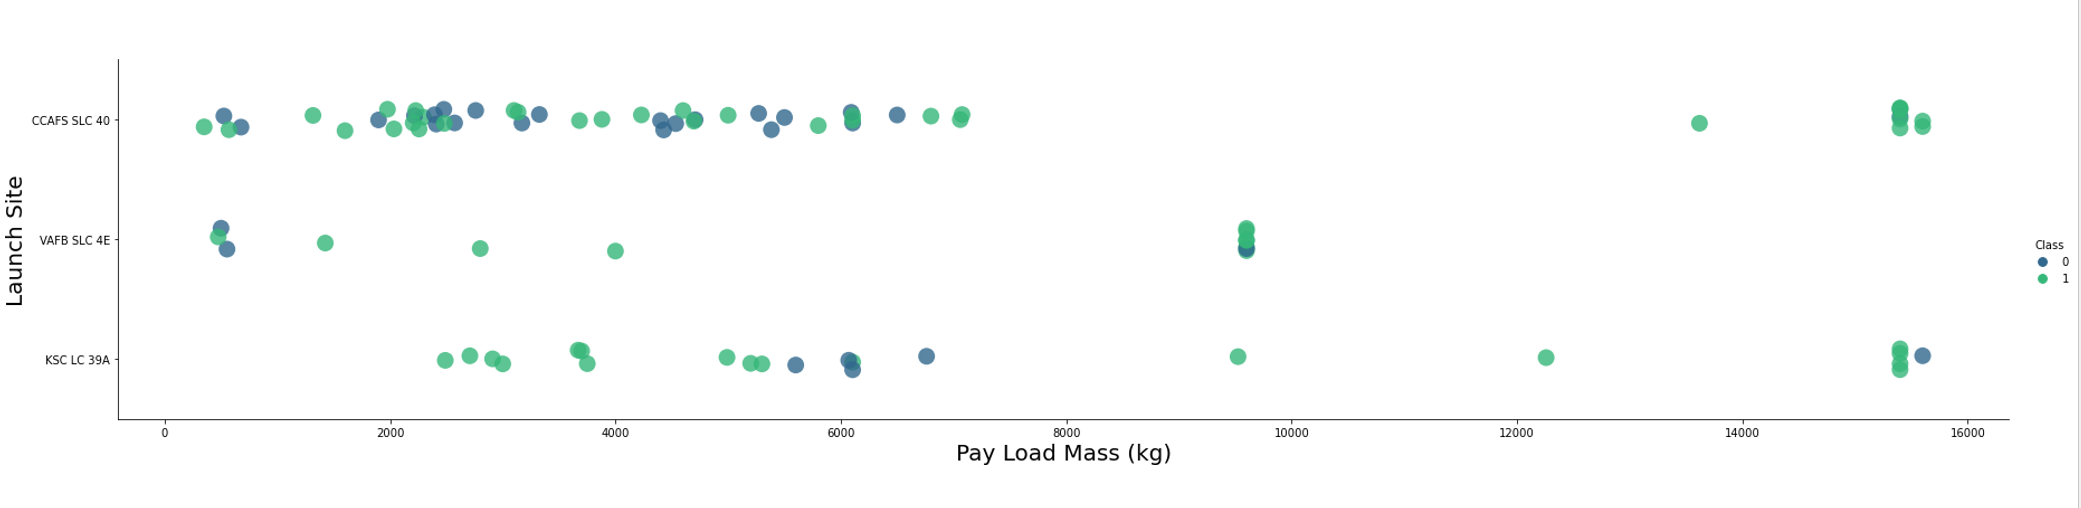 CCAFS SLC 40
VAFB SLC 4E
KSC LC 39A
Launch Site
0 2000 4000 6000 8000 10000 12000 14000 16000
Pay Load Mass (kg)
Class
0
1